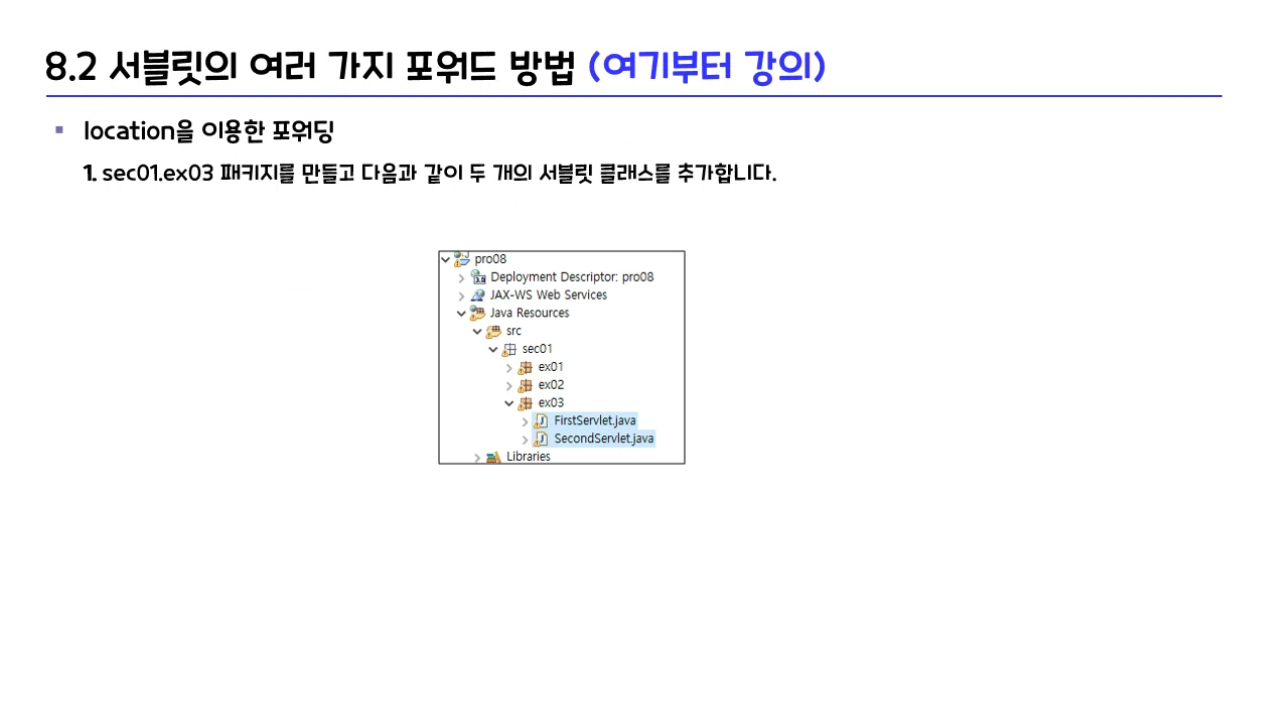 8.2 서블릿의 여러 가지 포워드 방법 (여기부터 강의)
location을 이용한 포워딩
1. sec01.ex03 패키지를 만들고 다음과 같이 두 개의 서블릿 클래스를 추가합니다.
pro08
Deployment Descriptor: pro08
JAX-WS Web Services
Java Resources
src
sec01
ex01
ex02
ex03
FirstServlet.java
SecondServlet.java
Libraries